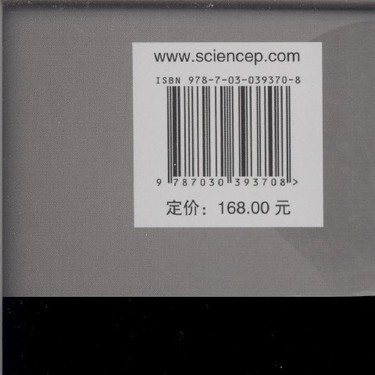 www.sciencep.com
ISBN 978-7-03-039370-8
9 787030 393708>
定价：168.00 元